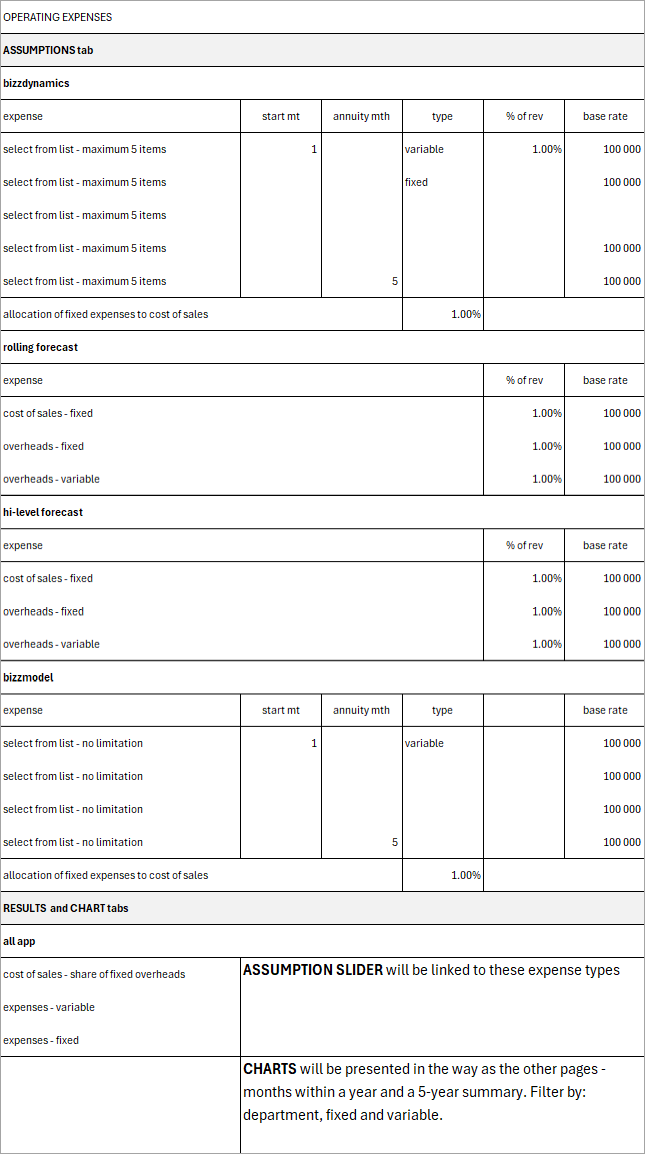 OPERATING EXPENSES
ASSUMPTIONS tab
bizzdynamics
expense start mt annuity mth type % of rev base rate
select from list - maximum 5 items 1 variable 1.00% 100 000
select from list - maximum 5 items fixed 100 000
select from list - maximum 5 items
select from list - maximum 5 items 100 000
select from list - maximum 5 items 5 100 000
allocation of fixed expenses to cost of sales 1.00%
rolling forecast
expense % of rev base rate
cost of sales - fixed 1.00% 100 000
overheads - fixed 1.00% 100 000
overheads - variable 1.00% 100 000
hi-level forecast
expense % of rev base rate
cost of sales - fixed 1.00% 100 000
overheads - fixed 1.00% 100 000
overheads - variable 1.00% 100 000
bizzmodel
expense start mt annuity mth type base rate
select from list - no limitation 1 variable 100 000
select from list - no limitation 100 000
select from list - no limitation 100 000
select from list - no limitation 5 100 000
allocation of fixed expenses to cost of sales 1.00%
RESULTS and CHART tabs
all app
cost of sales - share of fixed overheads
expenses - variable
expenses - fixed
ASSUMPTION SLIDER will be linked to these expense types
CHARTS will be presented in the way as the other pages -
months within a year and a 5-year summary. Filter by:
department, fixed and variable.